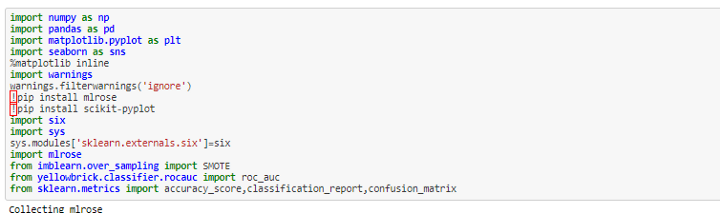 import numpy as np
import pandas as pd
import matplotlib.pyplot as plt
import seaborn as sns
%matplotlib inline
import warnings
warnings.filterwarnings('ignore')
!pip install mlrose
!pip install scikit-pyplot
import six
import sys
sys.modules['sklearn.externals.six']=six
import mlrose
from imblearn.over_sampling import SMOTE
from yellowbrick.classifier.rocauc import roc_auc
from sklearn.metrics import accuracy_score,classification_report,confusion_matrix
Collecting mlrose